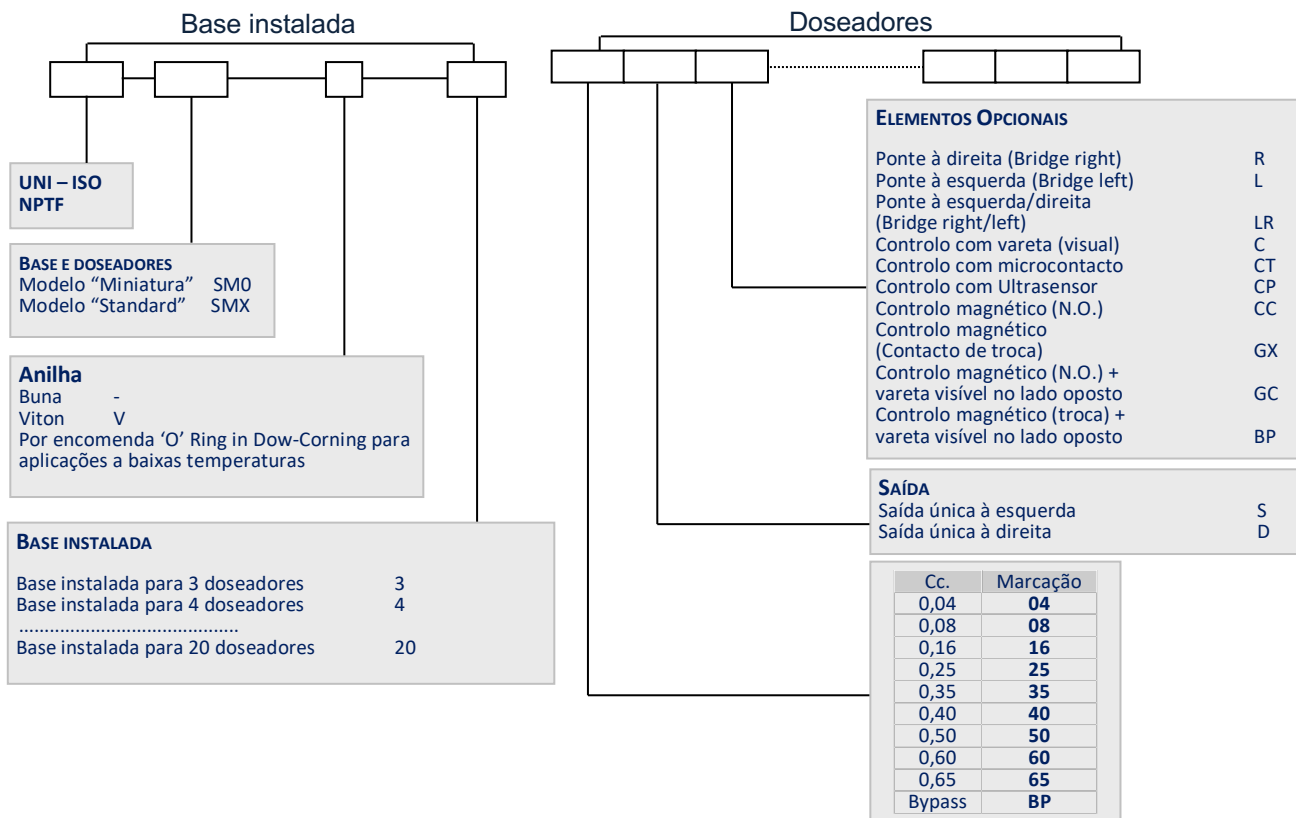 Base instalada
Doseadores
UNI – ISO
NPTF
BASE E DOSEADORES
Modelo “Miniatura” SM0
Modelo “Standard” SMX
Anilha
Buna -
Viton V
Por encomenda ‘O’ Ring in Dow-Corning para
aplicações a baixas temperaturas
BASE INSTALADA
Base instalada para 3 doseadores 3
Base instalada para 4 doseadores 4
...........................................
Base instalada para 20 doseadores 20
ELEMENTOS OPCIONAIS
Ponte à direita (Bridge right) R
Ponte à esquerda (Bridge left) L
Ponte à esquerda/direita
(Bridge right/left) LR
Controlo com vareta (visual) C
Controlo com microcontacto CT
Controlo com Ultrasensor CP
Controlo magnético (N.O.) CC
Controlo magnético
(Contacto de troca) GX
Controlo magnético (N.O.) +
vareta visível no lado oposto GC
Controlo magnético (troca) +
vareta visível no lado oposto BP
SAÍDA
Saída única à esquerda S
Saída única à direita D
Cc. Marcação
0,04 04
0,08 08
0,16 16
0,25 25
0,35 35
0,40 40
0,50 50
0,60 60
0,65 65
Bypass BP